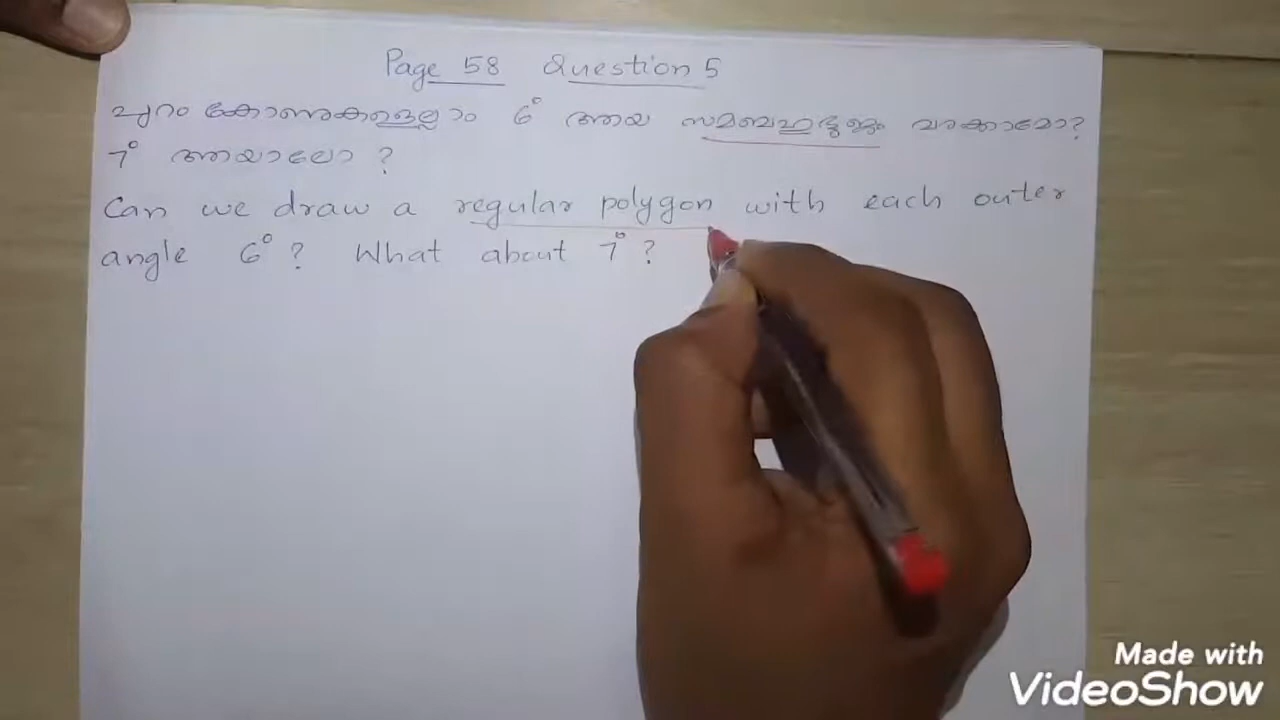 Page 58 Question 5
പുറം കോണുകളെല്ലാം 6° ആയ സമബഹുഭുജം വരക്കാമോ?
7° ആയാലോ ?
Can we draw a regular polygon with each outer
angle 6° ? What about 7° ?
Made with
VideoShow